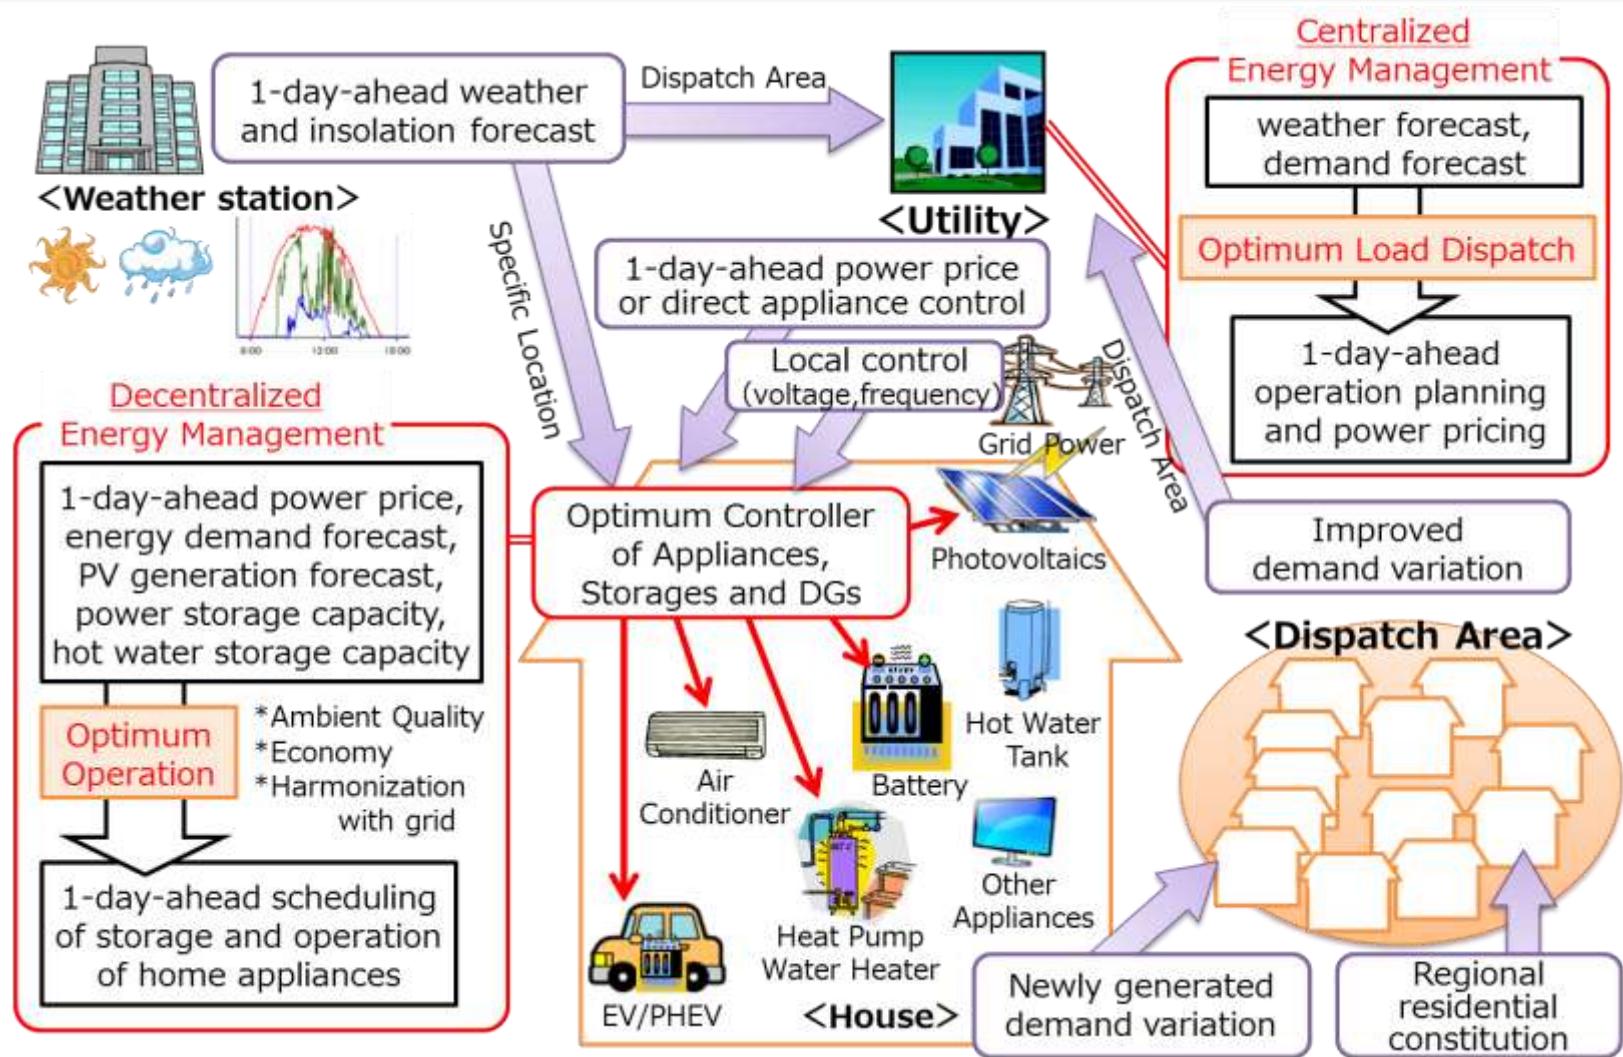 1-day-ahead weather
and insolation forecast
Dispatch Area
<Weather station>
6:00 12:00 18:00
Specific Location
<Utility>
1-day-ahead power price
or direct appliance control
Local control
(voltage,frequency)
Grid Power
Dispatch Area
Centralized
Energy Management
weather forecast,
demand forecast
Optimum Load Dispatch
1-day-ahead
operation planning
and power pricing
Improved
demand variation
Decentralized
Energy Management
1-day-ahead power price,
energy demand forecast,
PV generation forecast,
power storage capacity,
hot water storage capacity
Optimum
Operation
*Ambient Quality
*Economy
*Harmonization
with grid
1-day-ahead scheduling
of storage and operation
of home appliances
Optimum Controller
of Appliances,
Storages and DGs
Photovoltaics
Air
Conditioner
Battery
Hot Water
Tank
Other
Appliances
Heat Pump
Water Heater
EV/PHEV
<House>
<Dispatch Area>
Newly generated
demand variation
Regional
residential
constitution